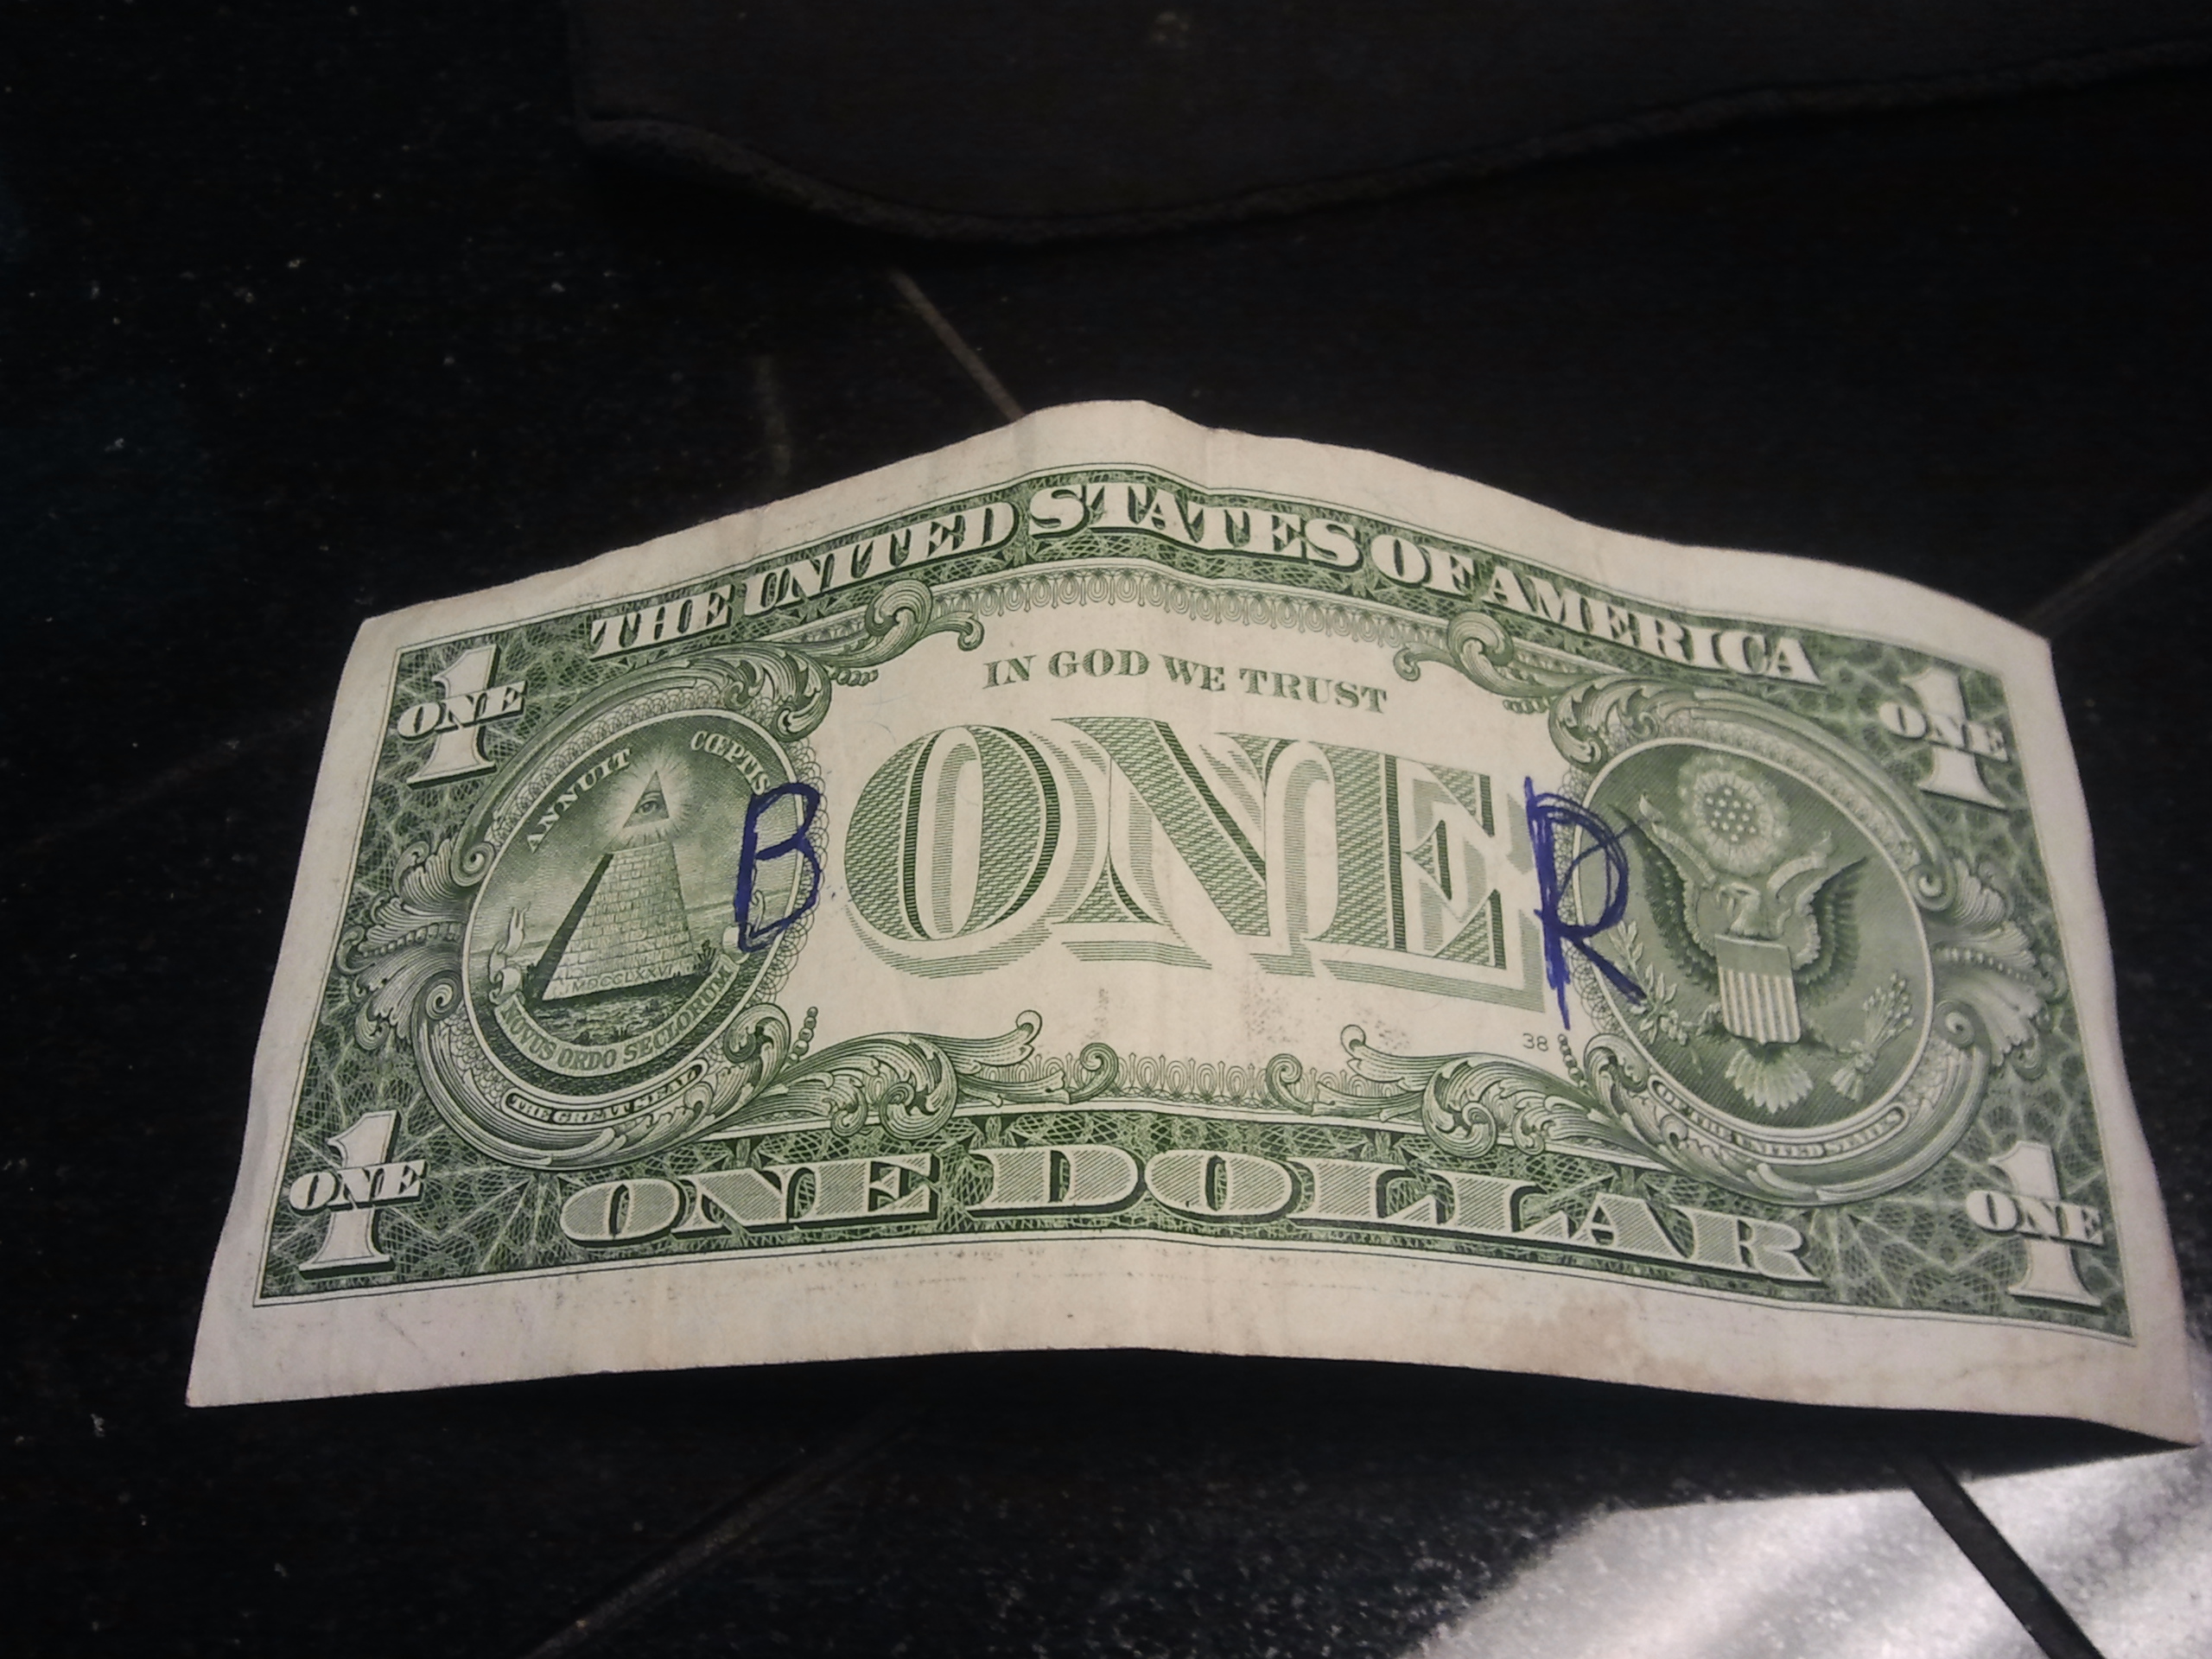 THE UNITED STATES OF AMERICA
1 ONE
1 ONE
IN GOD WE TRUST
ANNUIT CŒPTIS
B ONE R
MDCCLXXVI
NOVUS ORDO SECLORUM
38
THE GREAT SEAL
OF THE UNITED STATES
1 ONE
1 ONE
ONE DOLLAR